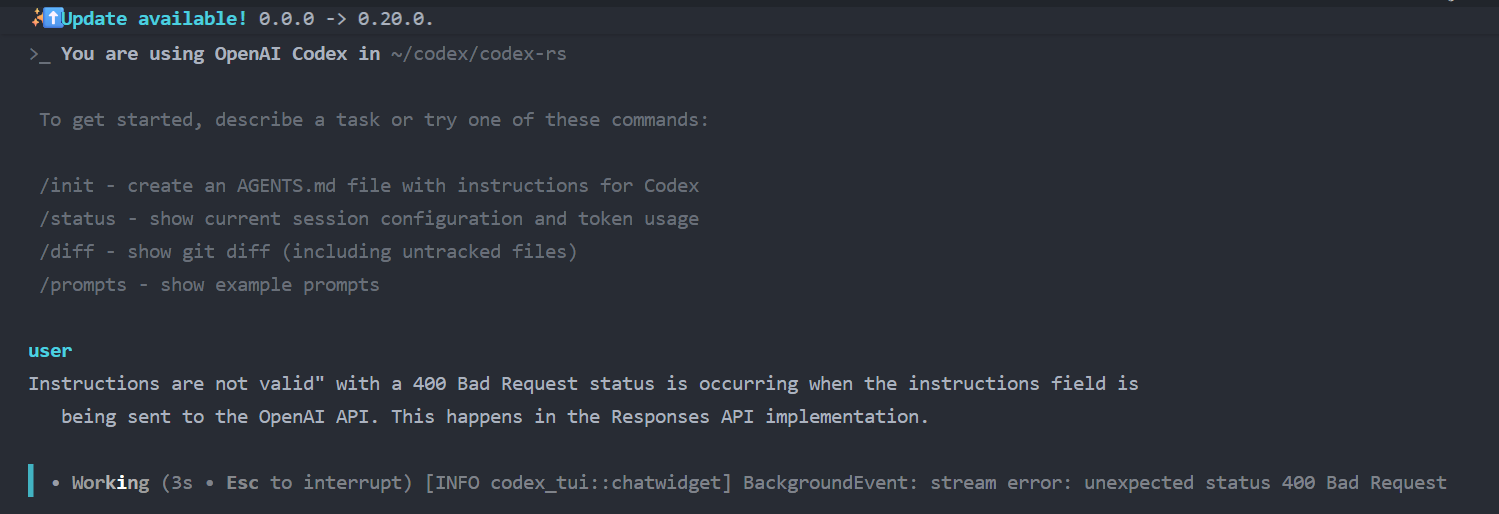 Update available! 0.0.0 -> 0.20.0.
>_ You are using OpenAI Codex in ~/codex/codex-rs
To get started, describe a task or try one of these commands:
/init - create an AGENTS.md file with instructions for Codex
/status - show current session configuration and token usage
/diff - show git diff (including untracked files)
/prompts - show example prompts
user
Instructions are not valid" with a 400 Bad Request status is occurring when the instructions field is
being sent to the OpenAI API. This happens in the Responses API implementation.
• Working (3s • Esc to interrupt) [INFO codex_tui::chatwidget] BackgroundEvent: stream error: unexpected status 400 Bad Request